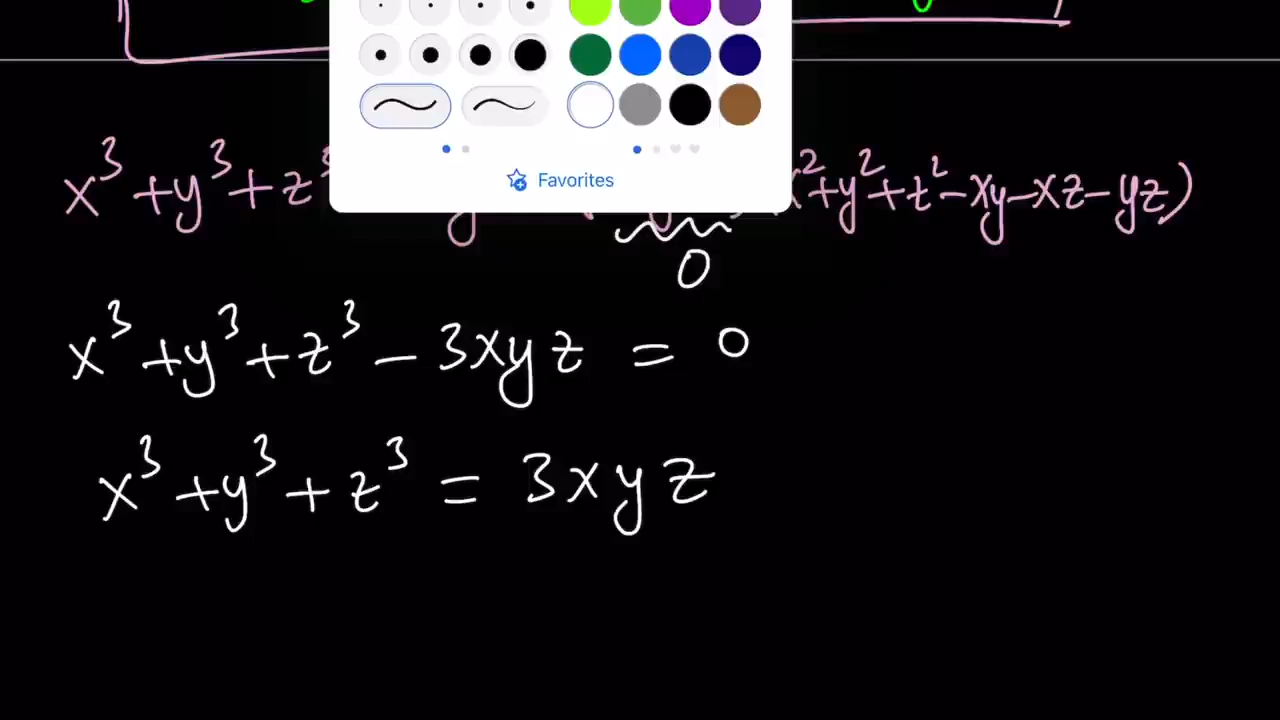 x³ + y³ + z³ x² + y² + z² - xy - xz - yz)
Favorites
0
x³ + y³ + z³ - 3xyz = 0
x³ + y³ + z³ = 3xyz